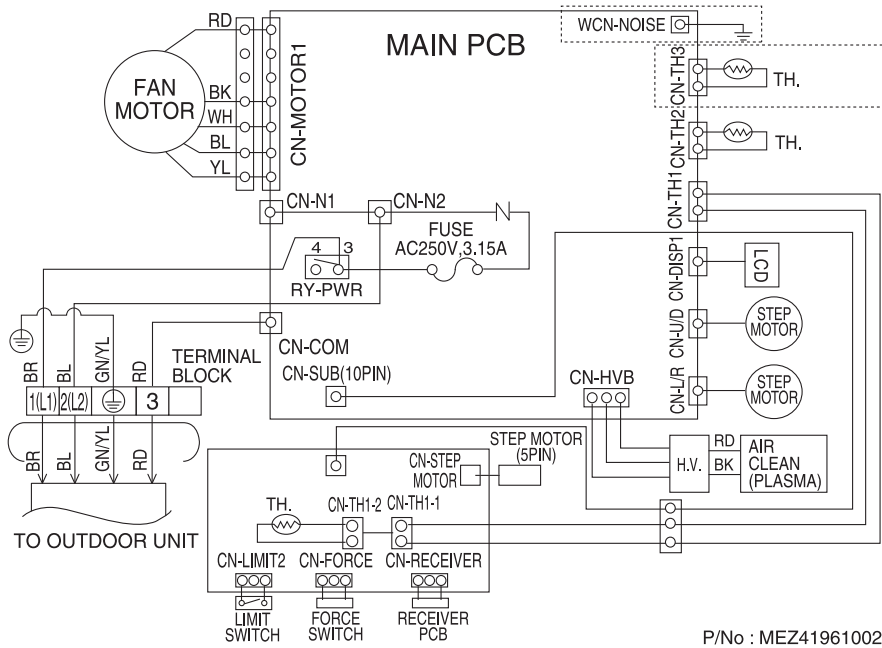 WCN-NOISE
MAIN PCB
RD
FAN
MOTOR
BK
WH
BL
YL
CN-MOTOR1
CN-TH3
TH.
CN-TH2
TH.
CN-TH1
CN-N1
CN-N2
N
FUSE
AC250V,3.15A
4 3
RY-PWR
CN-DISP1
LCD
CN-U/D
STEP
MOTOR
CN-L/R
STEP
MOTOR
CN-COM
CN-SUB(10PIN)
CN-HVB
BR
BL
GN/YL
RD
TERMINAL
BLOCK
1(L1)
2(L2)
3
BR
BL
GN/YL
RD
TO OUTDOOR UNIT
CN-STEP
MOTOR
STEP MOTOR
(5PIN)
H.V.
RD
BK
AIR
CLEAN
(PLASMA)
TH.
CN-TH1-2
CN-TH1-1
CN-LIMIT2
CN-FORCE
CN-RECEIVER
LIMIT
SWITCH
FORCE
SWITCH
RECEIVER
PCB
P/No : MEZ41961002